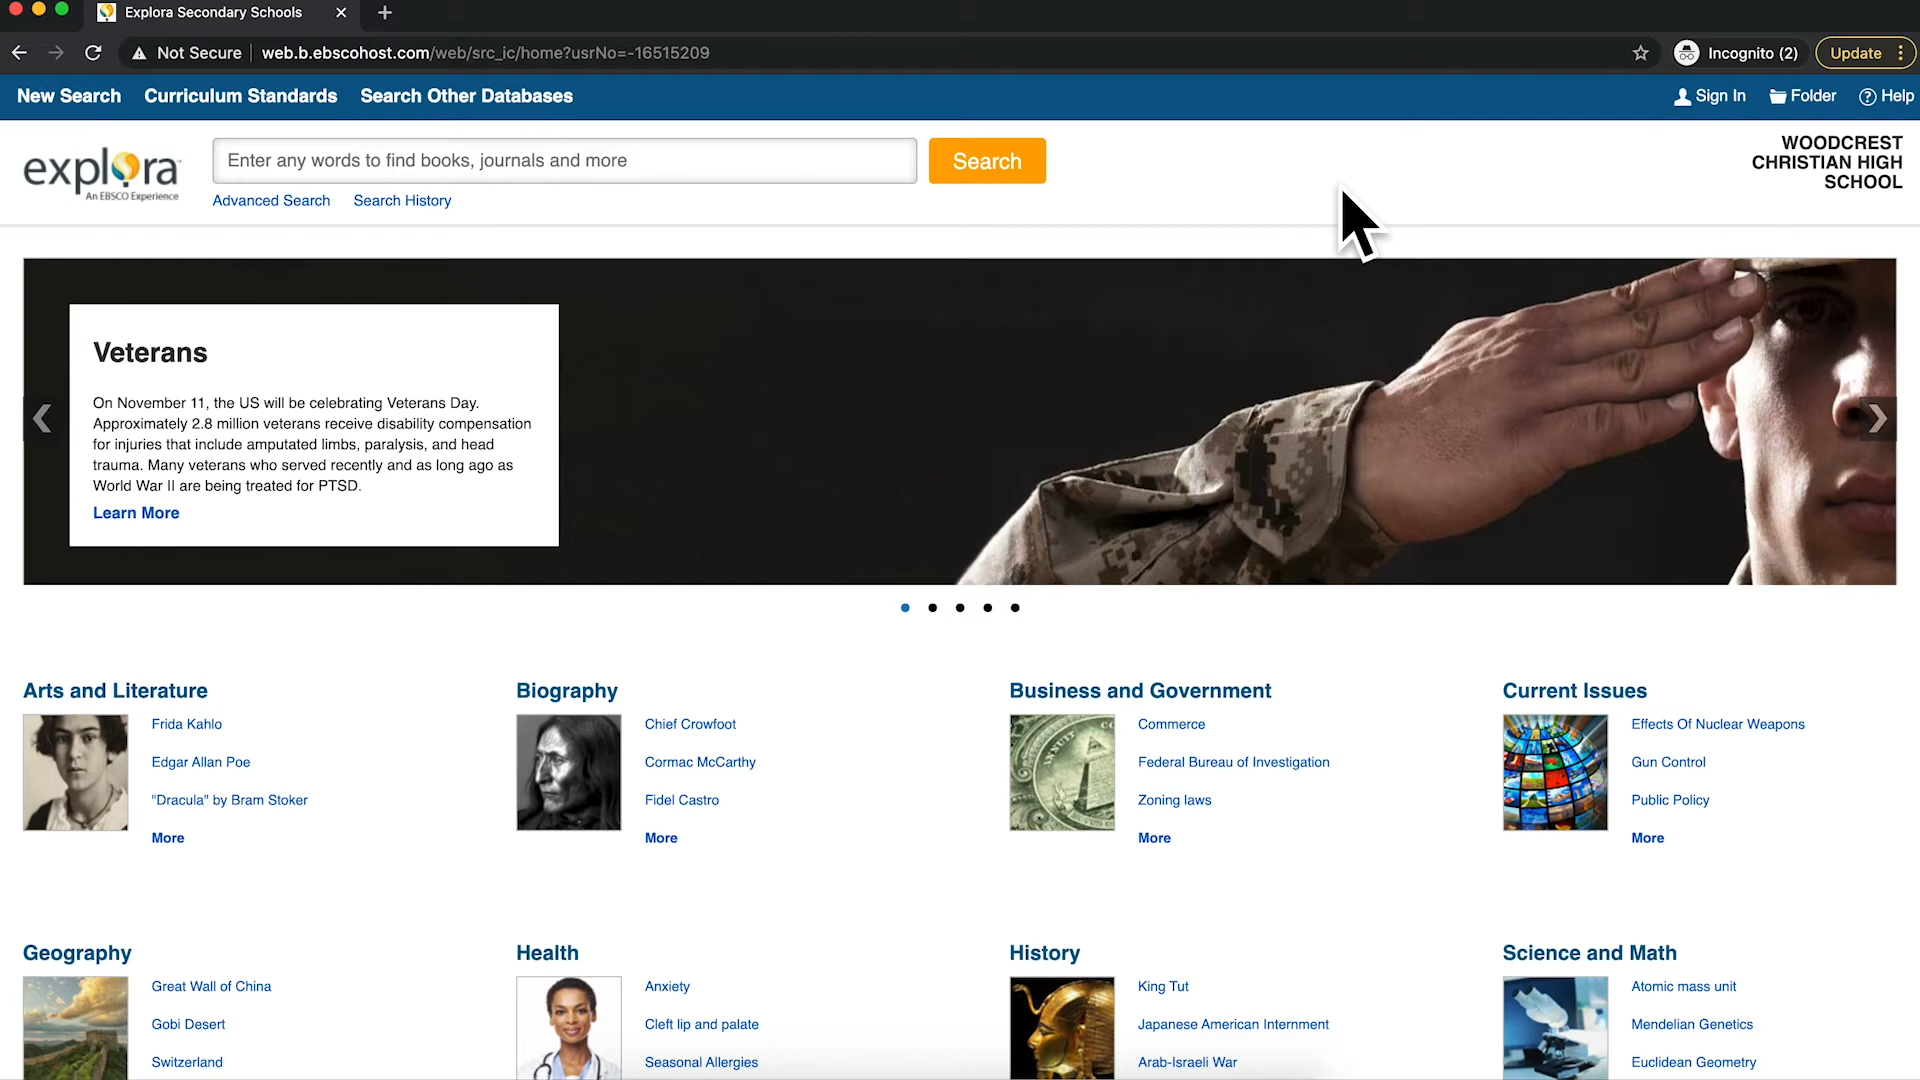 Explora Secondary Schools
Not Secure
web.b.ebscohost.com/web/src_ic/home?usrNo=-16515209
Incognito (2)
Update
New Search
Curriculum Standards
Search Other Databases
Sign In
Folder
Help
explora
An EBSCO Experience
Enter any words to find books, journals and more
Search
Advanced Search
Search History
WOODCREST
CHRISTIAN HIGH
SCHOOL
Veterans
On November 11, the US will be celebrating Veterans Day.
Approximately 2.8 million veterans receive disability compensation
for injuries that include amputated limbs, paralysis, and head
trauma. Many veterans who served recently and as long ago as
World War II are being treated for PTSD.
Learn More
Arts and Literature
Frida Kahlo
Edgar Allan Poe
"Dracula" by Bram Stoker
More
Biography
Chief Crowfoot
Cormac McCarthy
Fidel Castro
More
Business and Government
ANNUIT
Commerce
Federal Bureau of Investigation
Zoning laws
More
Current Issues
Effects Of Nuclear Weapons
Gun Control
Public Policy
More
Geography
Great Wall of China
Gobi Desert
Switzerland
Health
Anxiety
Cleft lip and palate
Seasonal Allergies
History
King Tut
Japanese American Internment
Arab-Israeli War
Science and Math
Atomic mass unit
Mendelian Genetics
Euclidean Geometry